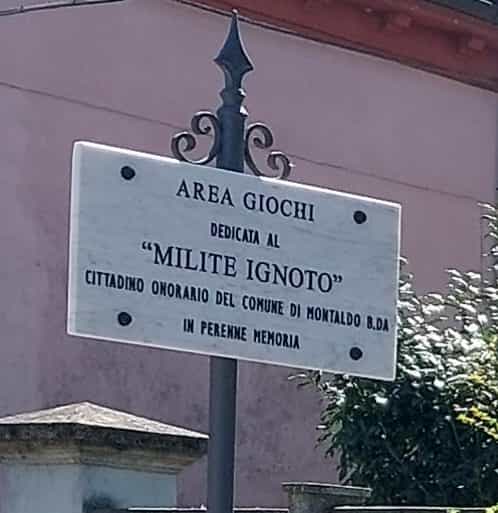 AREA GIOCHI
DEDICATA AL
“MILITE IGNOTO”
CITTADINO ONORARIO DEL COMUNE DI MONTALDO B.DA
IN PERENNE MEMORIA